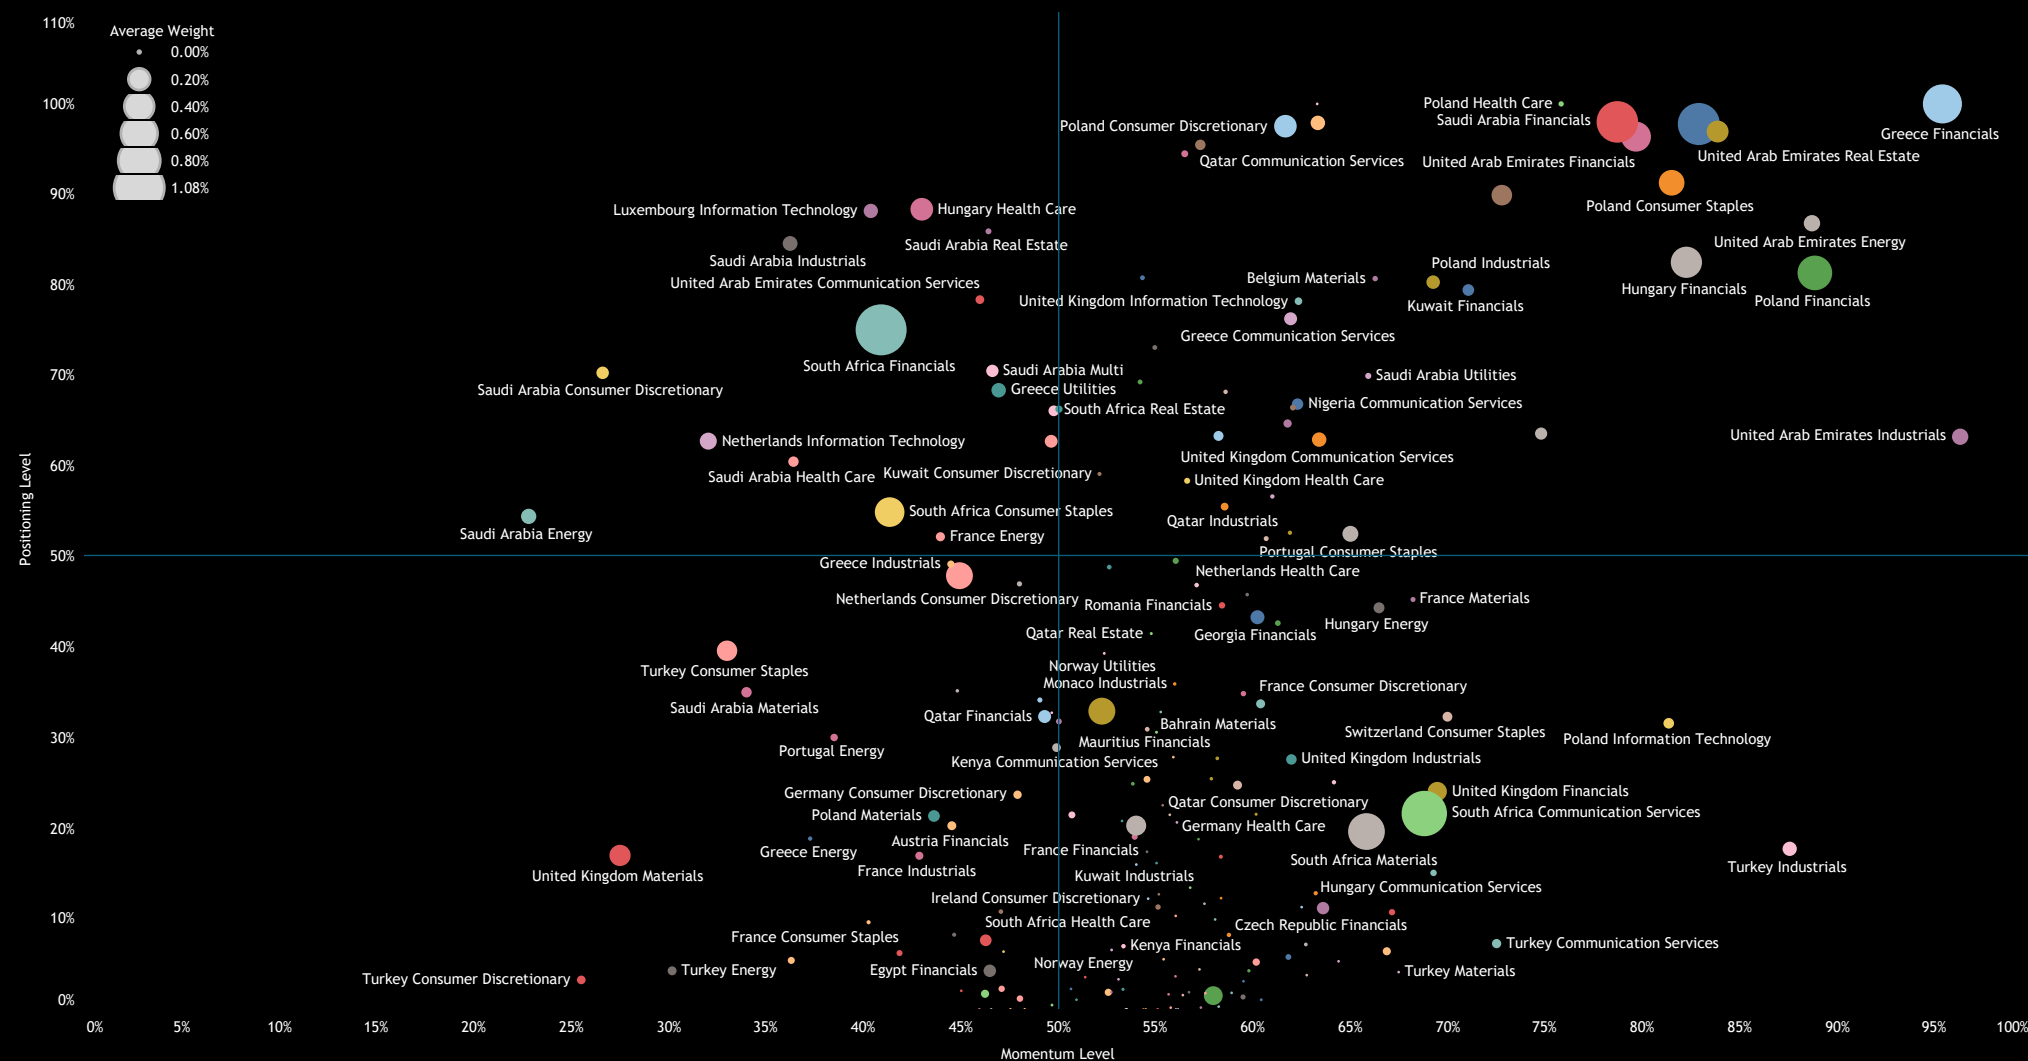 110%
Average Weight
0.00%
0.20%
0.40%
0.60%
0.80%
1.08%
100%
Poland Health Care
Saudi Arabia Financials
Poland Consumer Discretionary
Greece Financials
Qatar Communication Services
United Arab Emirates Financials
United Arab Emirates Real Estate
90%
Poland Consumer Staples
Luxembourg Information Technology
Hungary Health Care
Saudi Arabia Real Estate
United Arab Emirates Energy
Saudi Arabia Industrials
Poland Industrials
80%
United Arab Emirates Communication Services
Belgium Materials
Hungary Financials
United Kingdom Information Technology
Kuwait Financials
Poland Financials
Greece Communication Services
South Africa Financials
70%
Saudi Arabia Multi
Saudi Arabia Utilities
Saudi Arabia Consumer Discretionary
Greece Utilities
South Africa Real Estate
Nigeria Communication Services
Netherlands Information Technology
United Arab Emirates Industrials
60%
United Kingdom Communication Services
Saudi Arabia Health Care
Kuwait Consumer Discretionary
United Kingdom Health Care
South Africa Consumer Staples
Qatar Industrials
Saudi Arabia Energy
France Energy
Positioning Level
50%
Portugal Consumer Staples
Greece Industrials
Netherlands Health Care
Netherlands Consumer Discretionary
Romania Financials
France Materials
Hungary Energy
Qatar Real Estate
Georgia Financials
40%
Turkey Consumer Staples
Norway Utilities
Monaco Industrials
France Consumer Discretionary
Saudi Arabia Materials
Qatar Financials
Bahrain Materials
Switzerland Consumer Staples
30%
Mauritius Financials
Poland Information Technology
Portugal Energy
Kenya Communication Services
United Kingdom Industrials
Germany Consumer Discretionary
United Kingdom Financials
Qatar Consumer Discretionary
Poland Materials
South Africa Communication Services
20%
Germany Health Care
Austria Financials
Greece Energy
France Financials
South Africa Materials
Turkey Industrials
France Industrials
United Kingdom Materials
Kuwait Industrials
Hungary Communication Services
Ireland Consumer Discretionary
10%
South Africa Health Care
Czech Republic Financials
France Consumer Staples
Kenya Financials
Turkey Communication Services
Norway Energy
Turkey Energy
Egypt Financials
Turkey Materials
Turkey Consumer Discretionary
0%
0%
5%
10%
15%
20%
25%
30%
35%
40%
45%
50%
55%
60%
65%
70%
75%
80%
85%
90%
95%
100%
Momentum Level